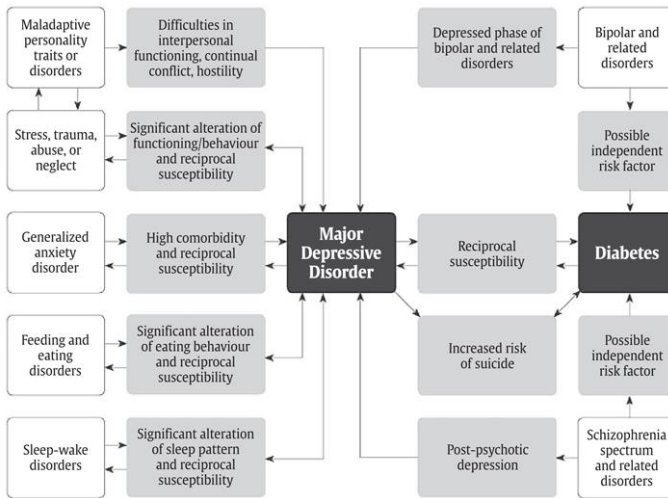 Maladaptive
personality
traits or
disorders
Difficulties in
interpersonal
functioning, continual
conflict, hostility
Depressed phase of
bipolar and related
disorders
Bipolar and
related
disorders
Stress, trauma,
abuse, or
neglect
Significant alteration of
functioning/behaviour
and reciprocal
susceptibility
Possible
independent
risk factor
Generalized
anxiety
disorder
High comorbidity
and reciprocal
susceptibility
Major
Depressive
Disorder
Reciprocal
susceptibility
Diabetes
Feeding and
eating
disorders
Significant alteration
of eating behaviour
and reciprocal
susceptibility
Increased risk
of suicide
Possible
independent
risk factor
Sleep-wake
disorders
Significant alteration
of sleep pattern
and reciprocal
susceptibility
Post-psychotic
depression
Schizophrenia
spectrum
and related
disorders